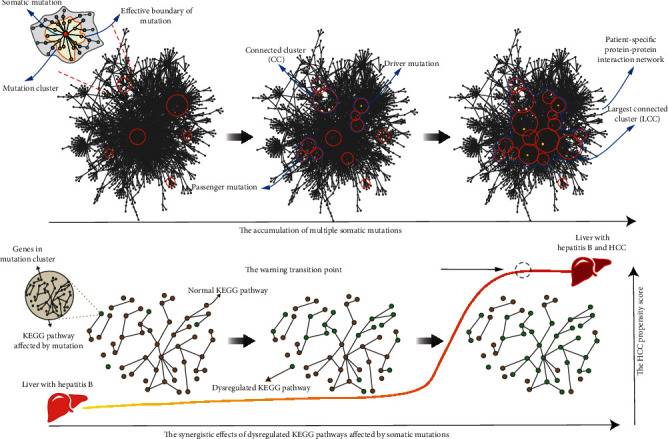 Somatic mutation
Effective boundary of
mutation
Mutation cluster
Connected cluster
(CC)
Driver mutation
Passenger mutation
Patient-specific
protein-protein
interaction network
Largest connected
cluster (LCC)
The accumulation of multiple somatic mutations
Genes in
mutation cluster
KEGG pathway
affected by mutation
Normal KEGG pathway
The warning transition point
Dysregulated KEGG pathway
Liver with
hepatitis B and HCC
Liver with hepatitis B
The HCC propensity score
The synergistic effects of dysregulated KEGG pathways affected by somatic mutations